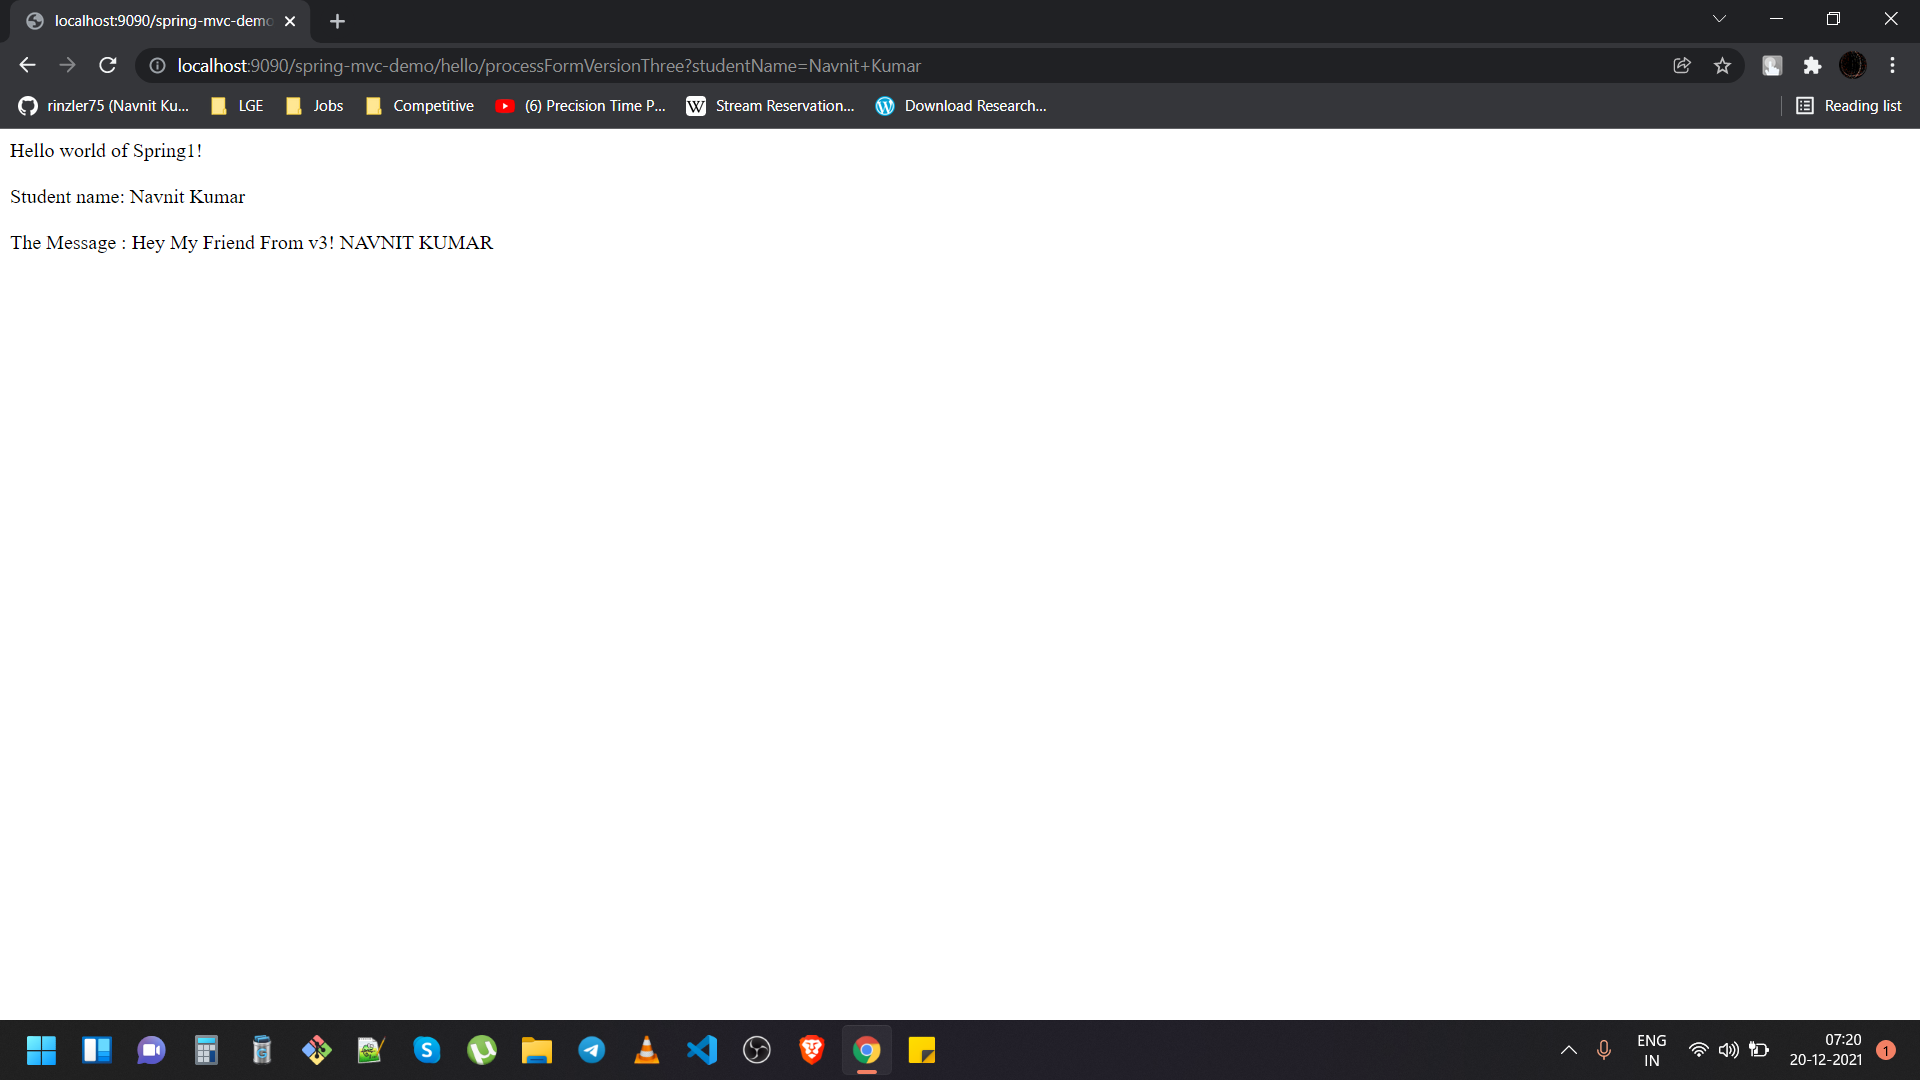 localhost:9090/spring-mvc-demo
localhost:9090/spring-mvc-demo/hello/processFormVersionThree?studentName=Navnit+Kumar
rinzler75 (Navnit Ku... LGE Jobs Competitive (6) Precision Time P... Stream Reservation... Download Research... Reading list
Hello world of Spring1!
Student name: Navnit Kumar
The Message : Hey My Friend From v3! NAVNIT KUMAR
ENG 07:20
IN 20-12-2021 1